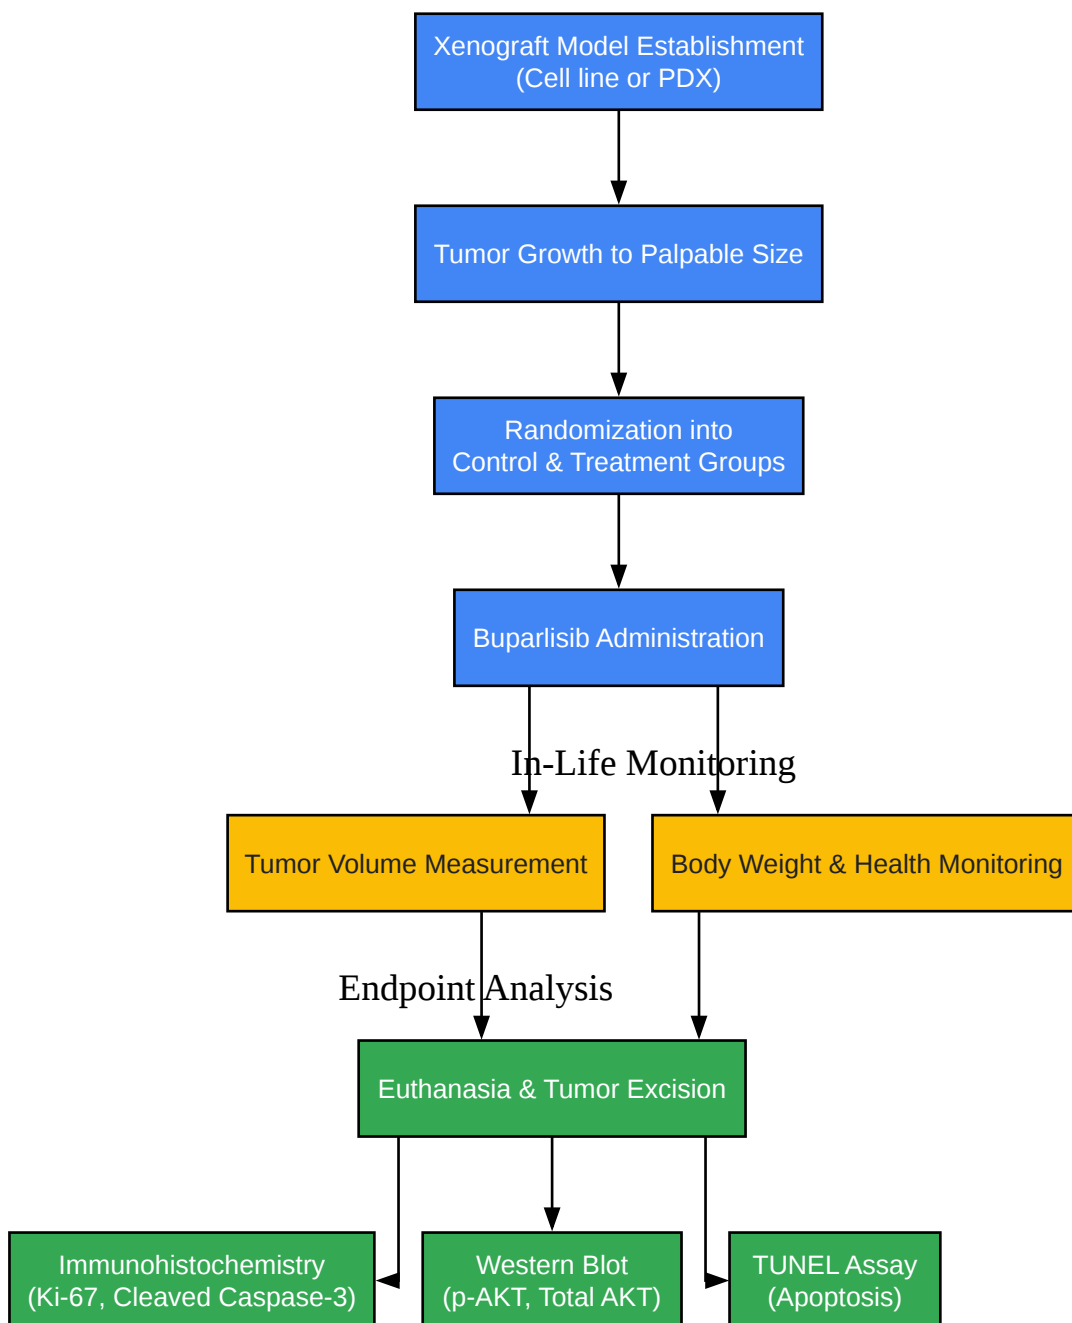 Xenograft Model Establishment
(Cell line or PDX)
Tumor Growth to Palpable Size
Randomization into
Control & Treatment Groups
Buparlisib Administration
In-Life Monitoring
Tumor Volume Measurement
Body Weight & Health Monitoring
Endpoint Analysis
Euthanasia & Tumor Excision
Immunohistochemistry
(Ki-67, Cleaved Caspase-3)
Western Blot
(p-AKT, Total AKT)
TUNEL Assay
(Apoptosis)